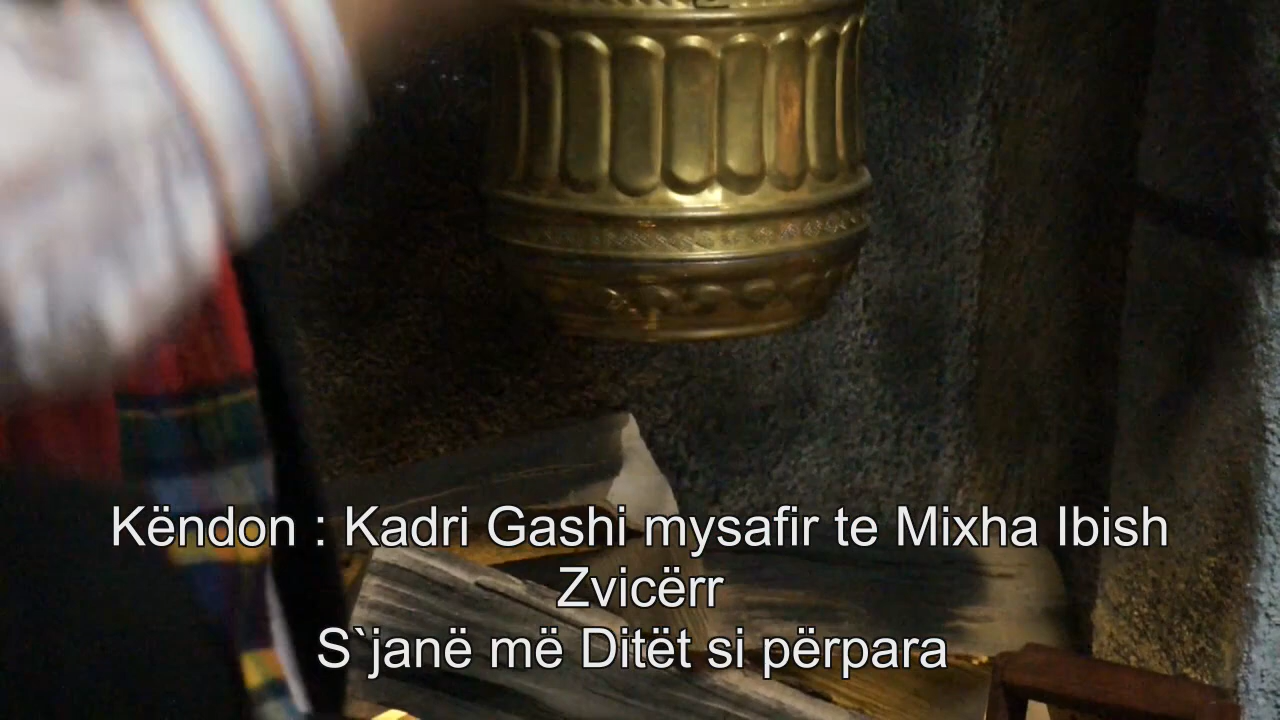 Këndon : Kadri Gashi mysafir te Mixha Ibish
Zvicërr
S`janë më Ditët si përpara